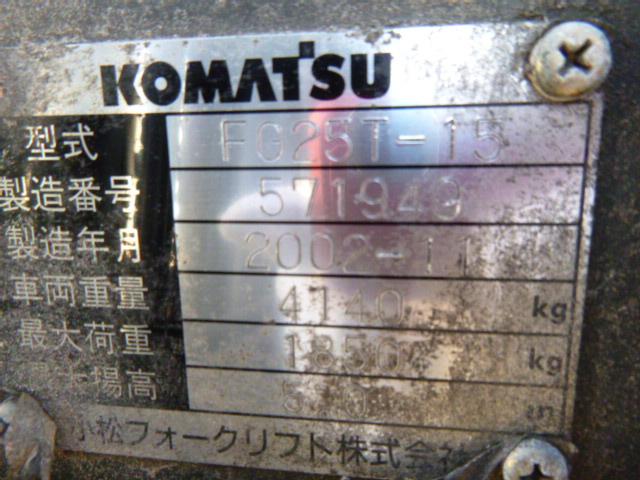 KOMATSU
型式 FG25T-15
製造番号 571949
製造年月 2002-11
車両重量 4140 kg
最大荷重 1850 kg
揚高 m
小松フォークリフト株式会社